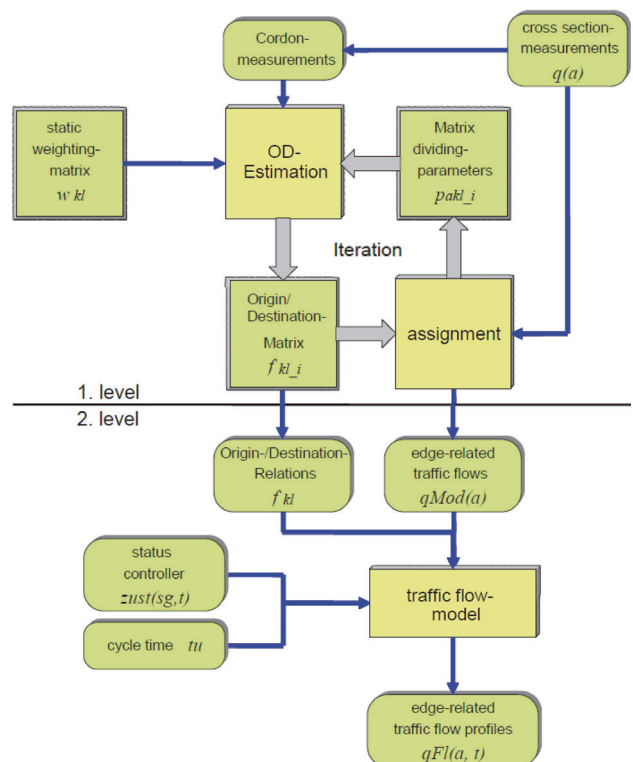 Cordon-
measurements
cross section-
measurements
q(a)
static
weighting-
matrix
w kl
OD-
Estimation
Matrix
dividing-
parameters
pakl_i
Iteration
Origin/
Destination-
Matrix
f kl_i
assignment
1. level
2. level
Origin-/Destination-
Relations
f kl
edge-related
traffic flows
qMod(a)
status
controller
zust(sg,t)
cycle time tu
traffic flow-
model
edge-related
traffic flow profiles
qFl(a, t)